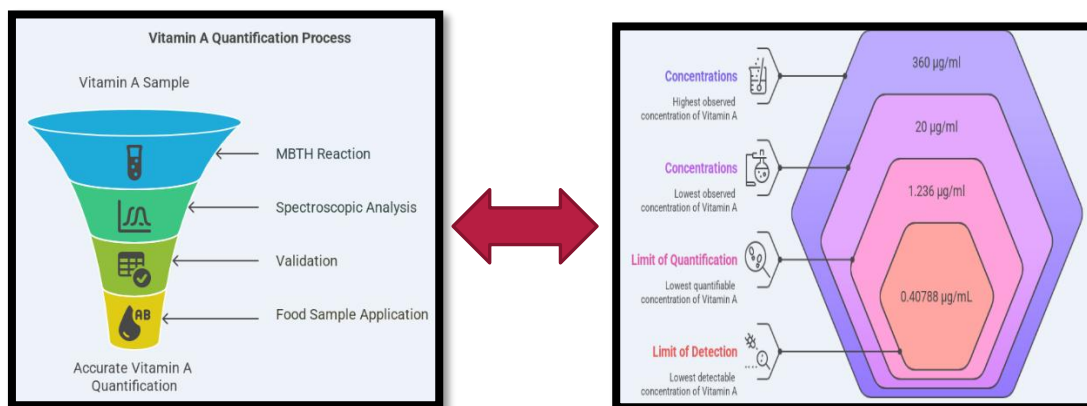 Vitamin A Quantification Process
Vitamin A Sample
MBTH Reaction
Spectroscopic Analysis
Validation
AB
Food Sample Application
Accurate Vitamin A
Quantification
Concentrations
Highest observed
concentration of Vitamin A
360 µg/ml
Concentrations
Lowest observed
concentration of Vitamin A
20 µg/ml
Limit of Quantification
Lowest quantifiable
concentration of Vitamin A
1.236 µg/ml
Limit of Detection
Lowest detectable
concentration of Vitamin A
0.40788 µg/mL